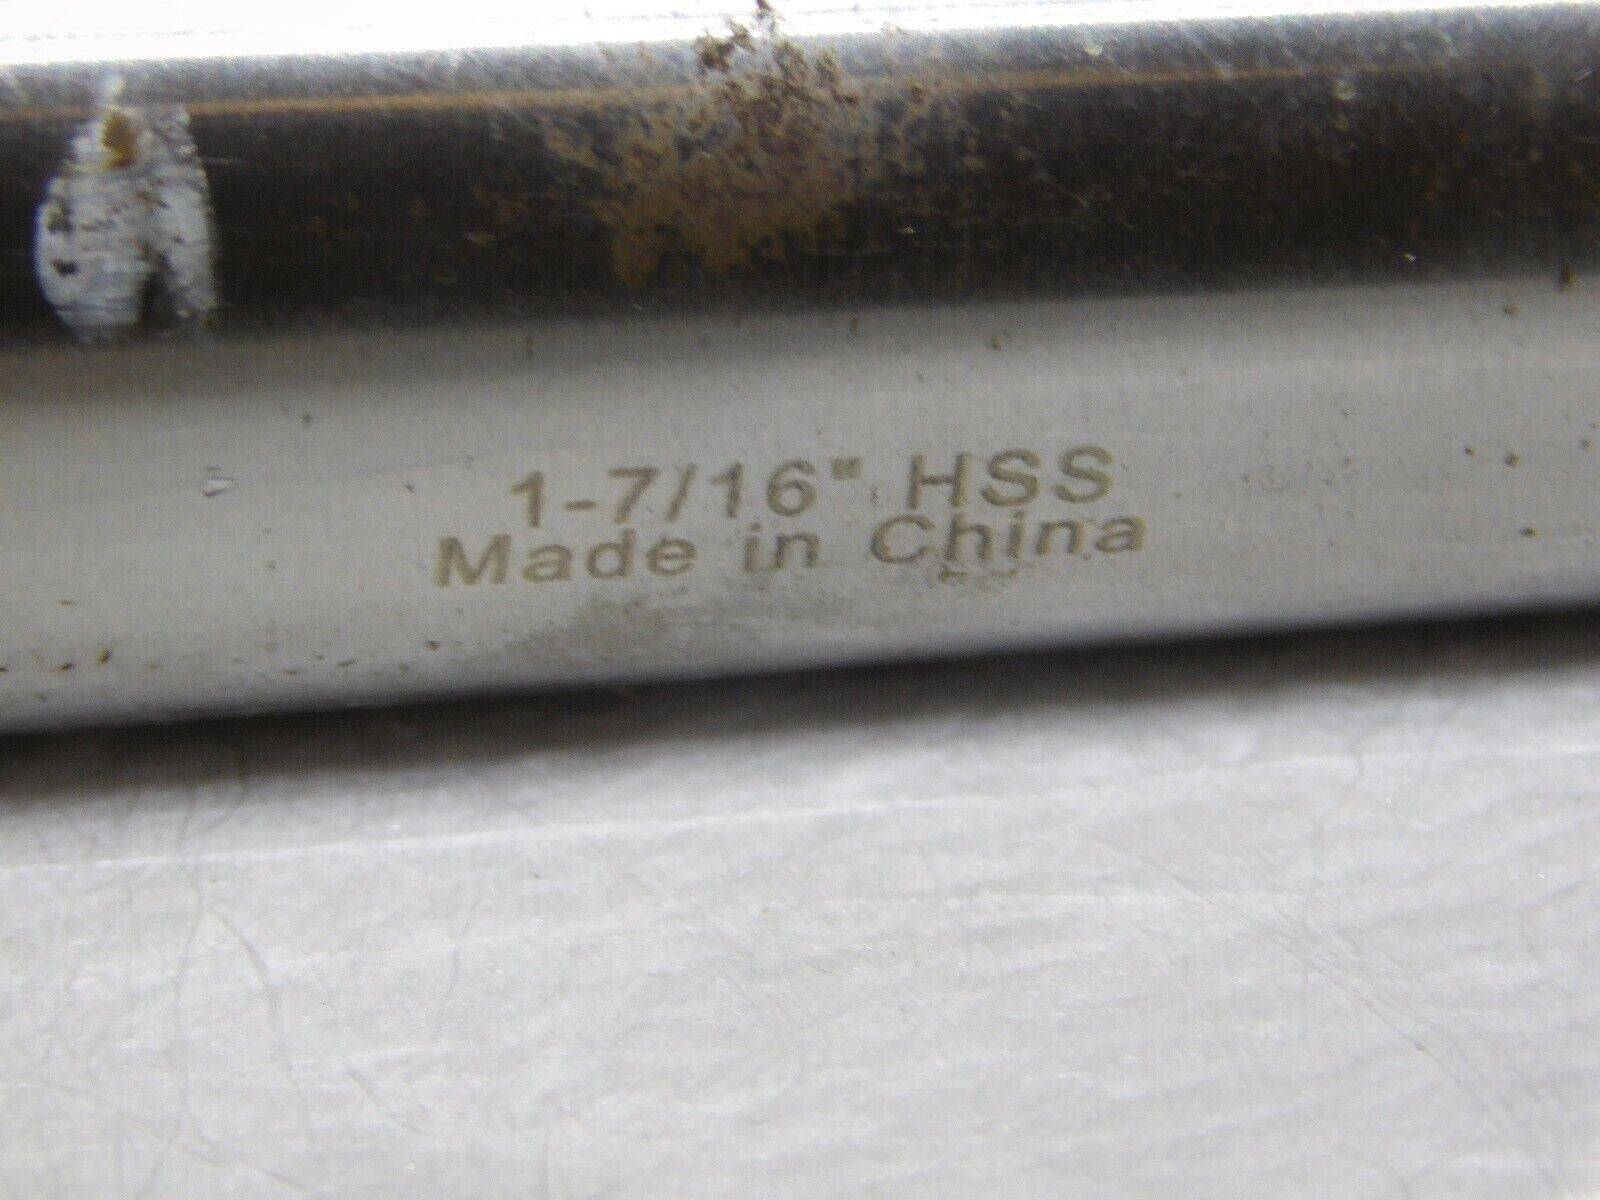 1-7/16" HSS
Made in China